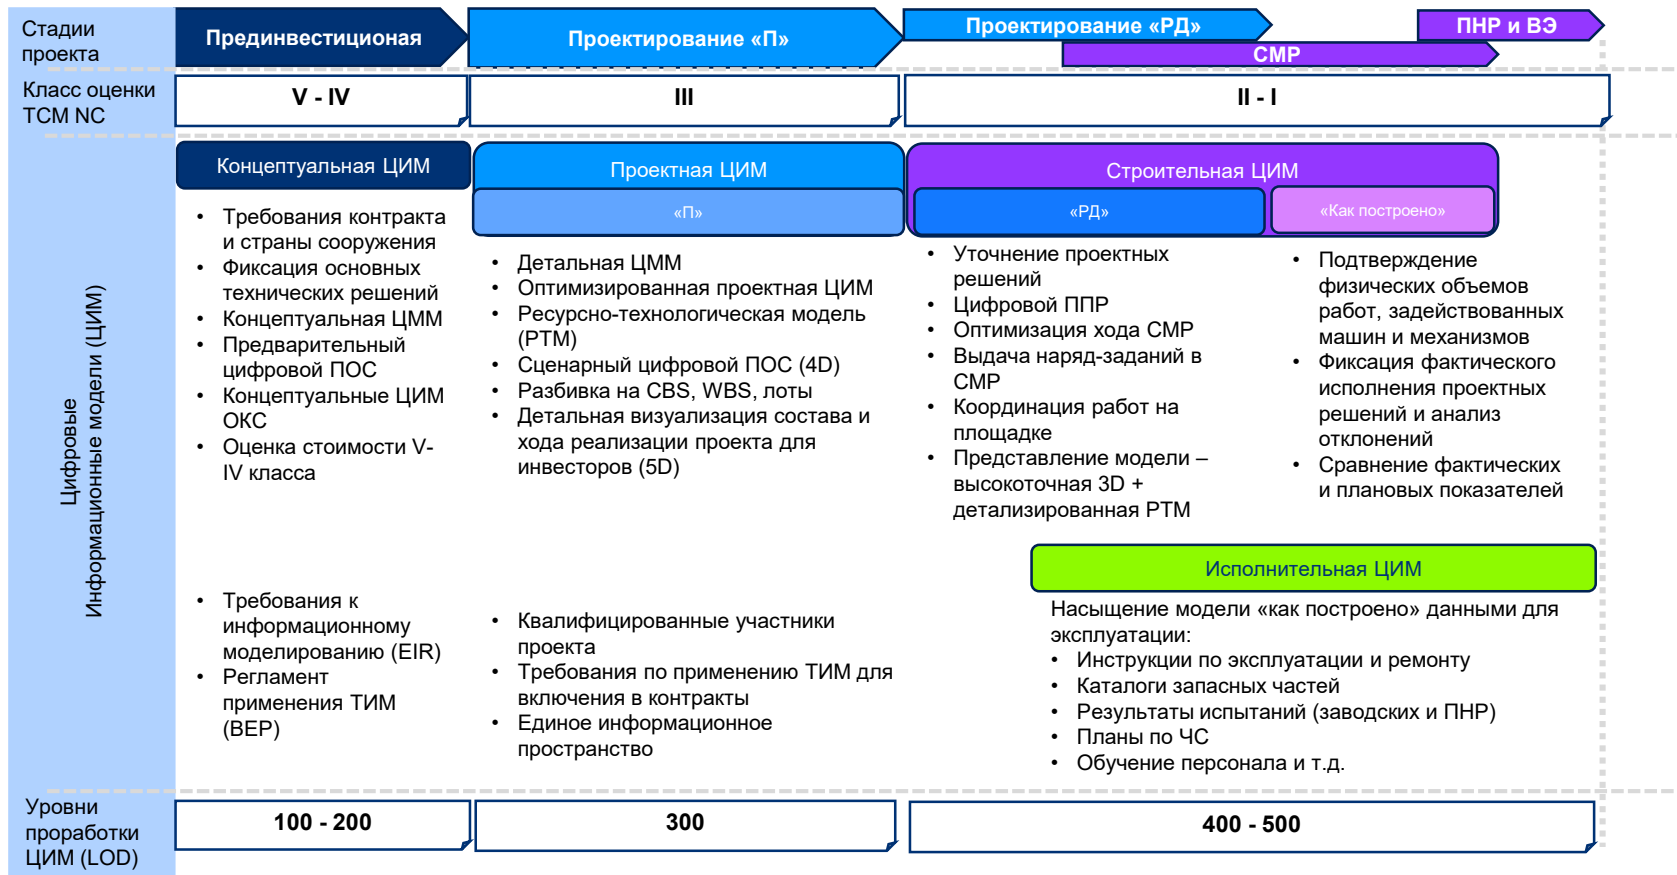 Стадии
проекта
Прединвестиционая
Проектирование «П»
Проектирование «РД»
ПНР и ВЭ
СМР
Класс оценки
TCM NC
V - IV
III
II - I
Цифровые
Информационные модели (ЦИМ)
Концептуальная ЦИМ
• Требования контракта
и страны сооружения
• Фиксация основных
технических решений
• Концептуальная ЦММ
• Предварительный
цифровой ПОС
• Концептуальные ЦИМ
ОКС
• Оценка стоимости V-
IV класса
• Требования к
информационному
моделированию (EIR)
• Регламент
применения ТИМ
(BEP)
Проектная ЦИМ
«П»
• Детальная ЦММ
• Оптимизированная проектная ЦИМ
• Ресурсно-технологическая модель
(РТМ)
• Сценарный цифровой ПОС (4D)
• Разбивка на CBS, WBS, лоты
• Детальная визуализация состава и
хода реализации проекта для
инвесторов (5D)
• Квалифицированные участники
проекта
• Требования по применению ТИМ для
включения в контракты
• Единое информационное
пространство
Строительная ЦИМ
«РД»
• Уточнение проектных
решений
• Цифровой ППР
• Оптимизация хода СМР
• Выдача наряд-заданий в
СМР
• Координация работ на
площадке
• Представление модели –
высокоточная 3D +
детализированная РТМ
«Как построено»
• Подтверждение
физических объемов
работ, задействованных
машин и механизмов
• Фиксация фактического
исполнения проектных
решений и анализ
отклонений
• Сравнение фактических
и плановых показателей
Исполнительная ЦИМ
Насыщение модели «как построено» данными для
эксплуатации:
• Инструкции по эксплуатации и ремонту
• Каталоги запасных частей
• Результаты испытаний (заводских и ПНР)
• Планы по ЧС
• Обучение персонала и т.д.
Уровни
проработки
ЦИМ (LOD)
100 - 200
300
400 - 500